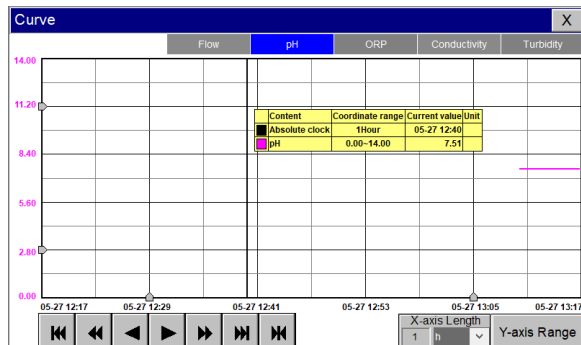 Curve X
Flow pH ORP Conductivity Turbidity
14.00
11.20
Content Coordinate range Current value Unit
Absolute clock 1Hour 05-27 12:40
pH 0.00~14.00 7.51
8.40
5.60
2.80
0.00
05-27 12:17 05-27 12:29 05-27 12:41 05-27 12:53 05-27 13:05 05-27 13:17
X-axis Length
1 h
Y-axis Range